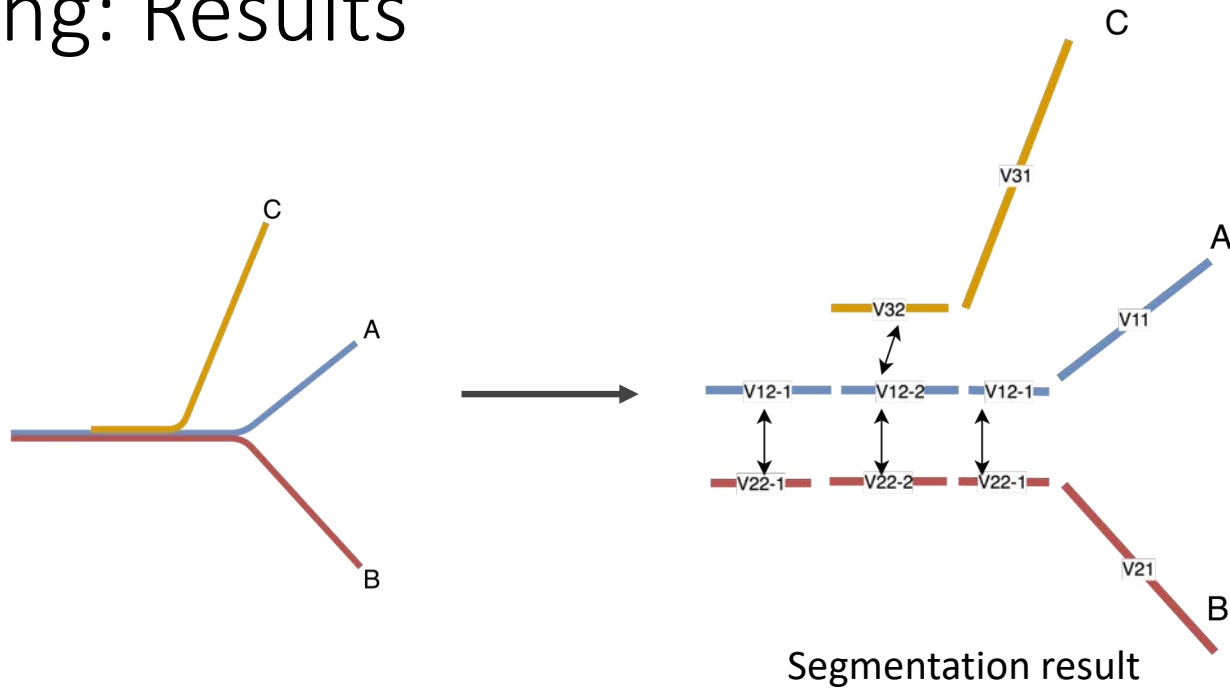 ng: Results
C
A
B
C
V31
A
V11
V32
V12-1
V12-2
V12-1
V22-1
V22-2
V22-1
V21
B
Segmentation result